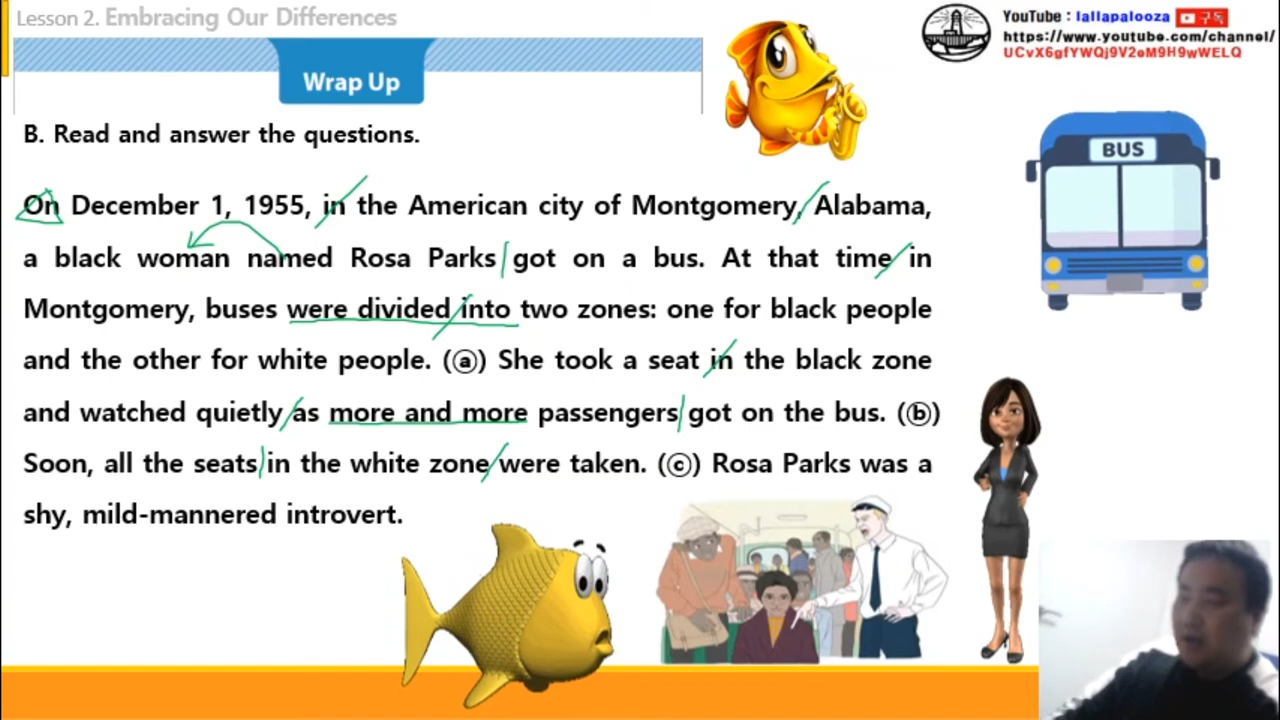 Lesson 2. Embracing Our Differences
YouTube : lallapalooza 구독
https://www.youtube.com/channel/
UCvX6gfYWQj9V2eM9H9wWELQ
Wrap Up
BUS
B. Read and answer the questions.
On December 1, 1955, in the American city of Montgomery, Alabama,
a black woman named Rosa Parks got on a bus. At that time in
Montgomery, buses were divided into two zones: one for black people
and the other for white people. (ⓐ) She took a seat in the black zone
and watched quietly as more and more passengers got on the bus. (ⓑ)
Soon, all the seats in the white zone were taken. (ⓒ) Rosa Parks was a
shy, mild-mannered introvert.